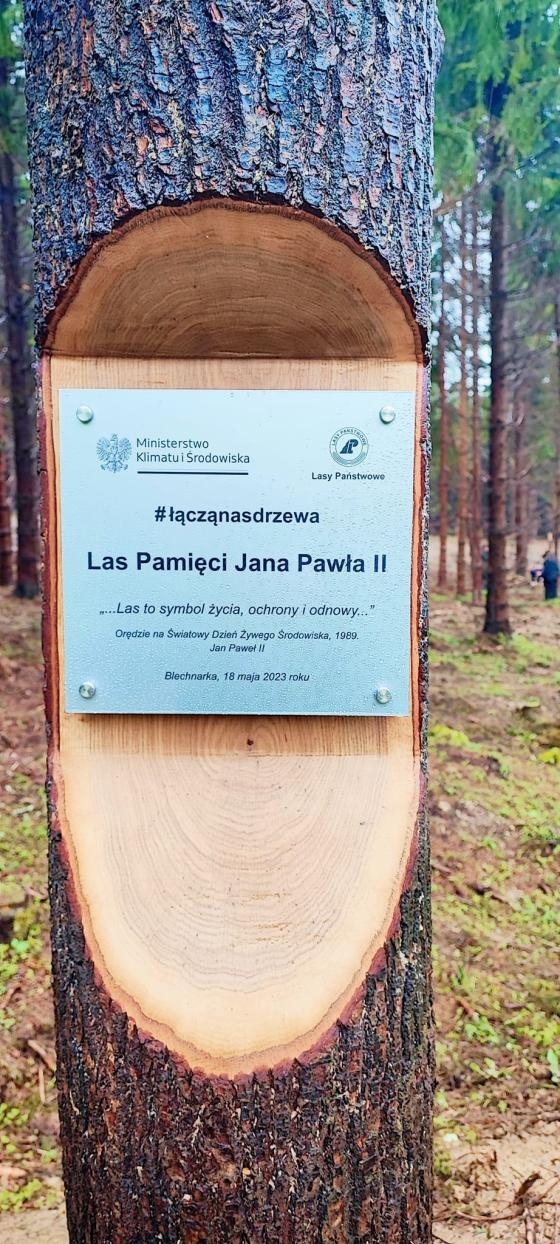 Ministerstwo
Klimatu i Środowiska
LASY PAŃSTWOWE
Lasy Państwowe
#łącząnasdrzewa
Las Pamięci Jana Pawła II
„...Las to symbol życia, ochrony i odnowy...”
Orędzie na Światowy Dzień Żywego Środowiska, 1989.
Jan Paweł II
Blechnarka, 18 maja 2023 roku